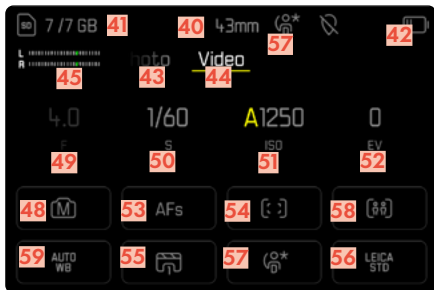 SD 7 /7 GB 41 40 43mm * 57 42
L
R 45
hoto 43 Video 44
4.0 1/60 A1250 0
F 49 S 50 ISO 51 EV 52
48 M 53 AFs 54 58
59 AUTO WB 55 1 57 D * 56 LEICA STD